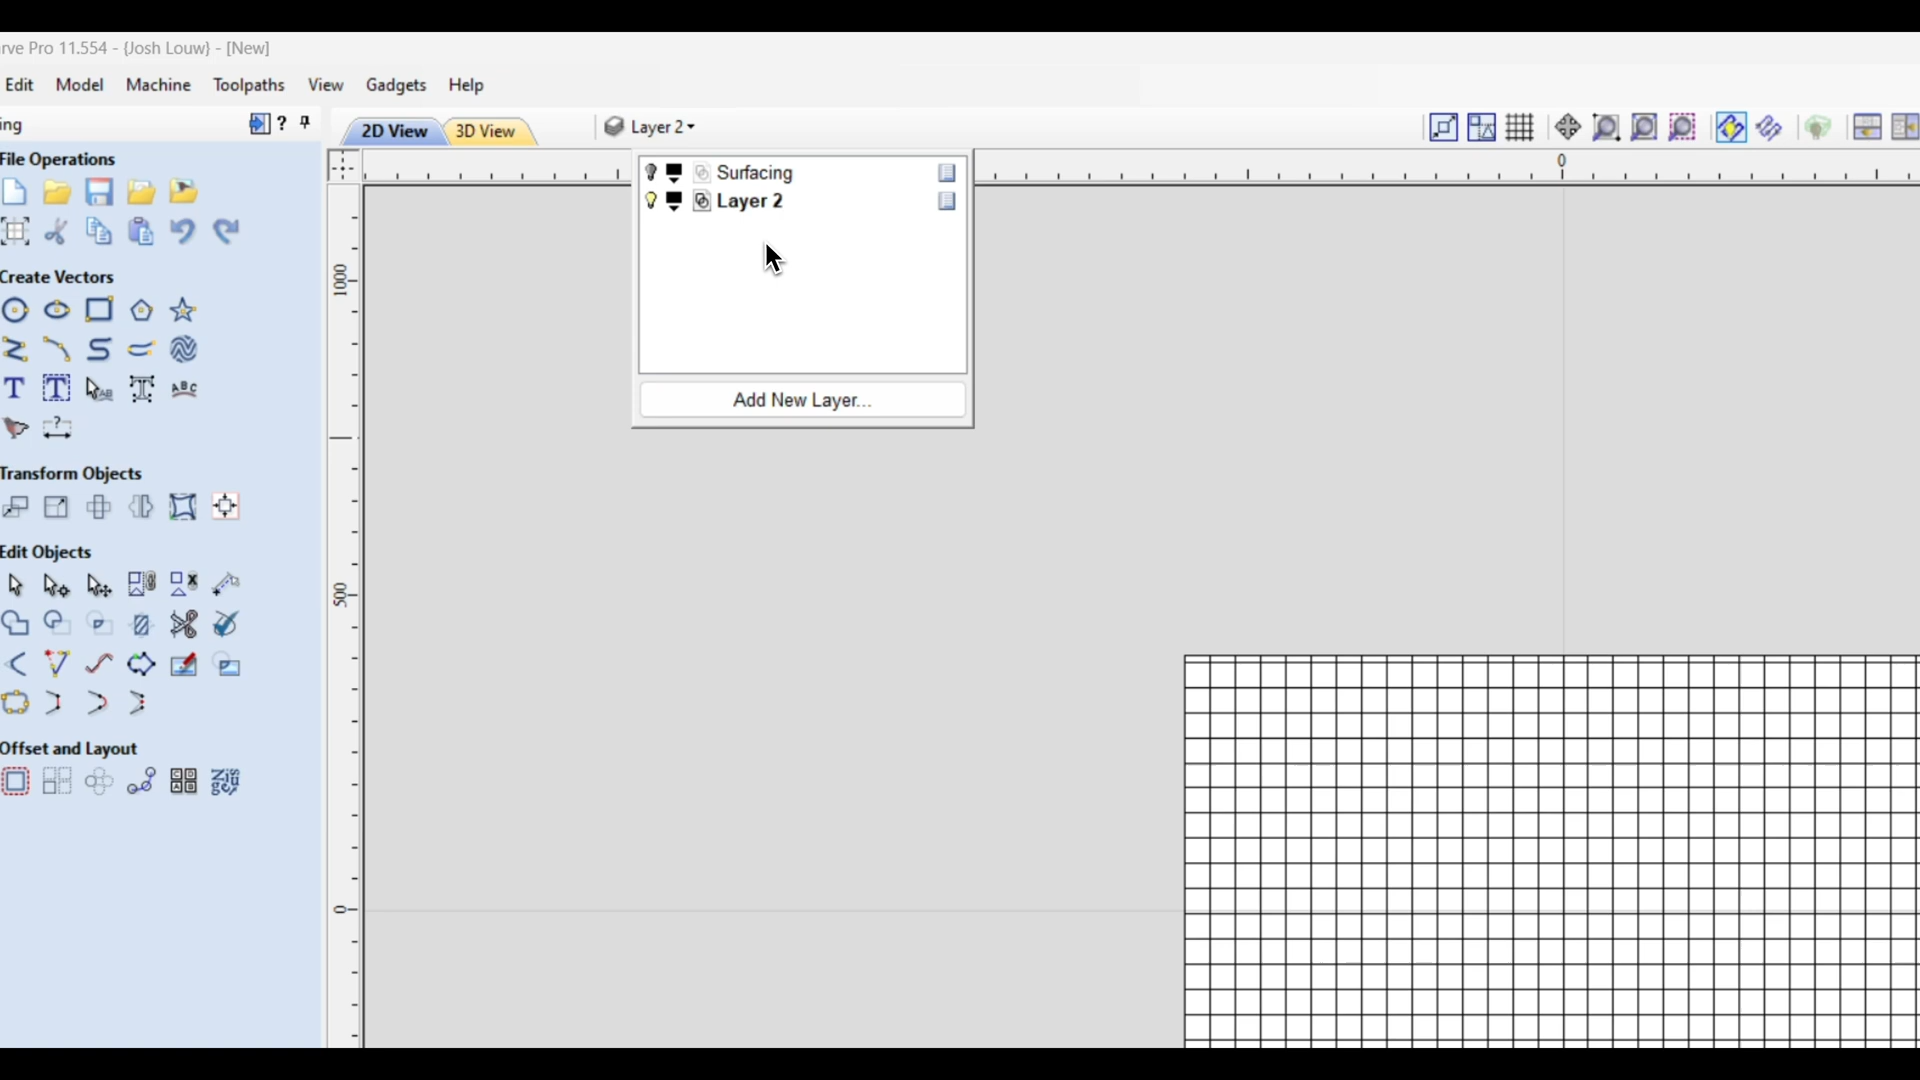 rve Pro 11.554 - {Josh Louw} - [New]
Edit Model Machine Toolpaths View Gadgets Help
ing
?
2D View 3D View Layer 2
File Operations
Surfacing
Layer 2
Add New Layer...
Create Vectors
T T AB T ABC
?
Transform Objects
Edit Objects
Offset and Layout
0
1000
500
0